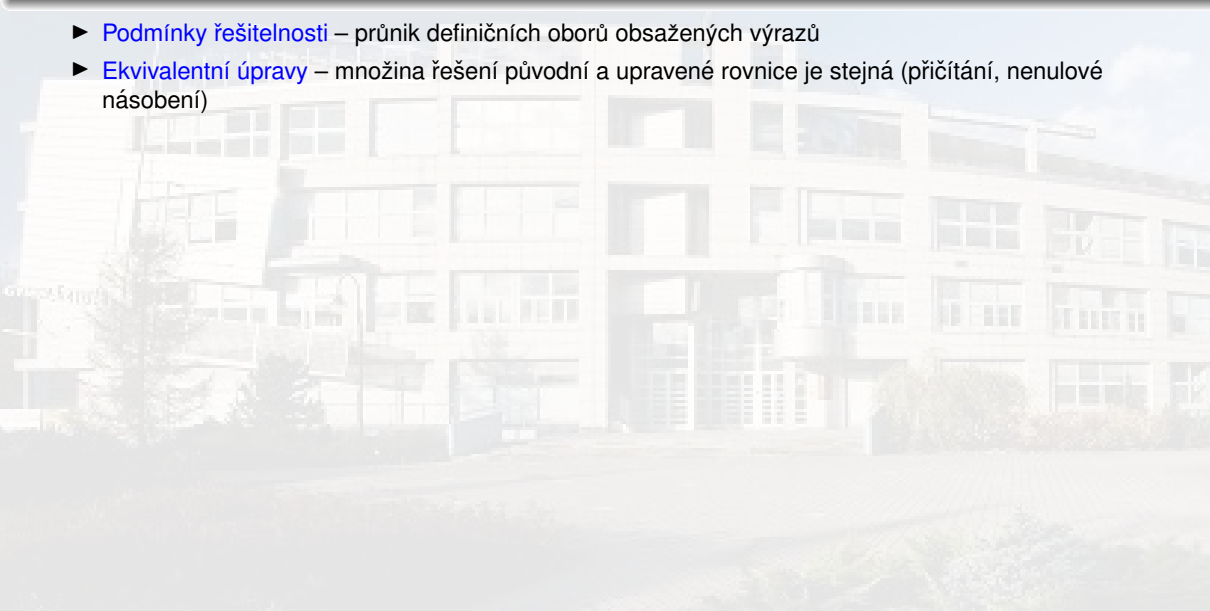 ► Podmínky řešitelnosti – průnik definičních oborů obsažených výrazů
► Ekvivalentní úpravy – množina řešení původní a upravené rovnice je stejná (přičítání, nenulové
násobení)